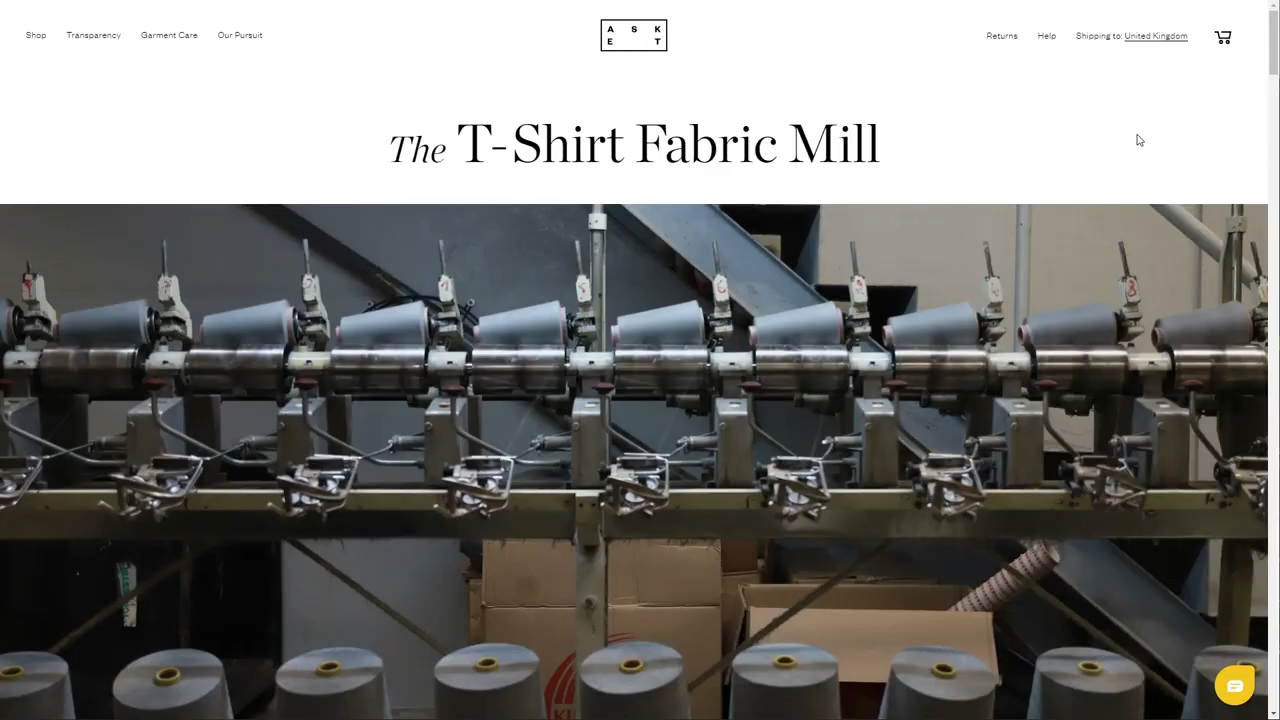 Shop Transparency Garment Care Our Pursuit
A S K
E T
Returns Help Shipping to: United Kingdom
The T-Shirt Fabric Mill